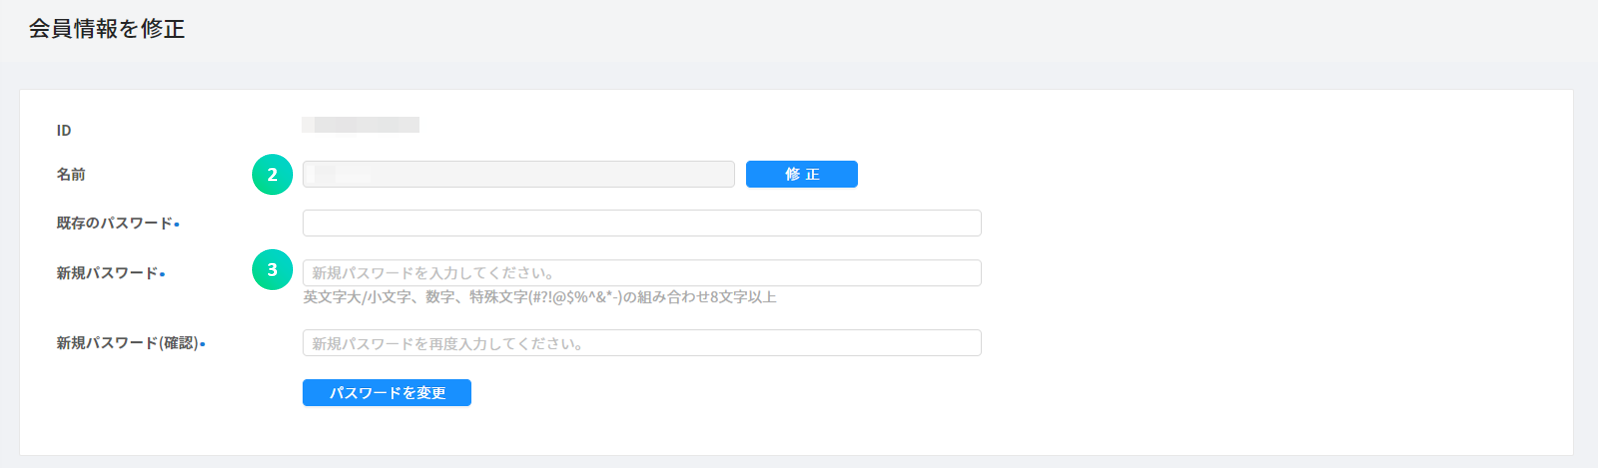 会員情報を修正
ID
名前 2 修 正
既存のパスワード•
新規パスワード• 3 新規パスワードを入力してください。
英文字大/小文字、数字、特殊文字(#?!@$%^&*-)の組み合わせ8文字以上
新規パスワード(確認)• 新規パスワードを再度入力してください。
パスワードを変更